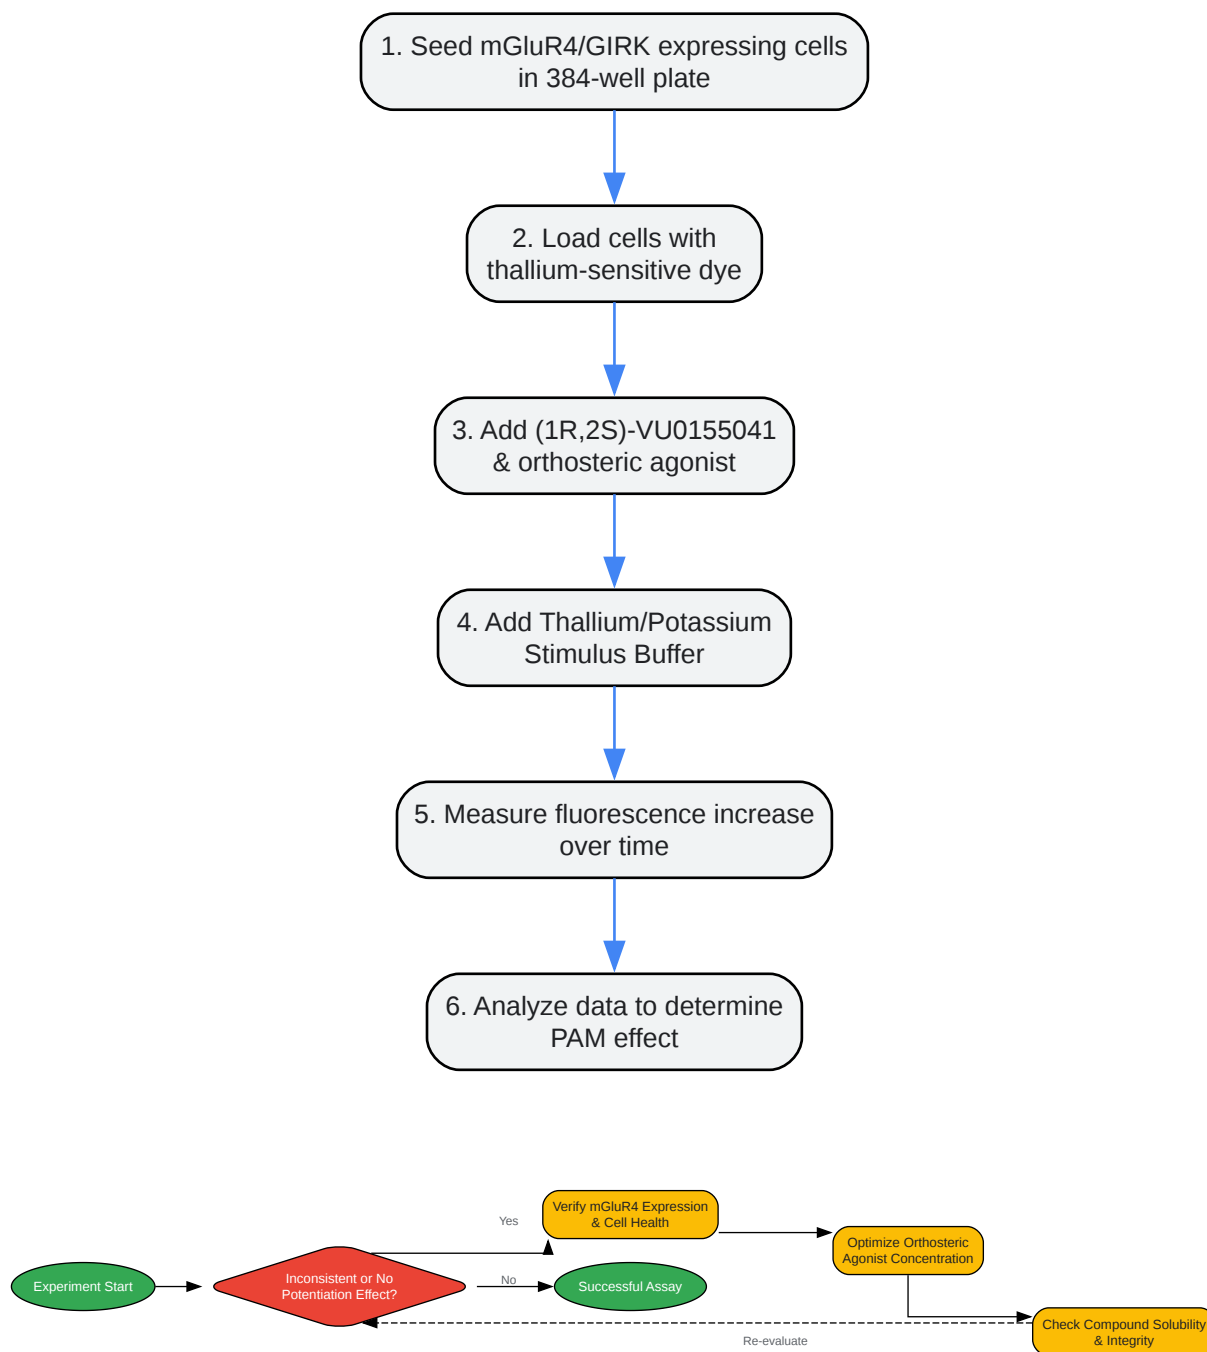 1. Seed mGluR4/GIRK expressing cells
in 384-well plate
2. Load cells with
thallium-sensitive dye
3. Add (1R,2S)-VU0155041
& orthosteric agonist
4. Add Thallium/Potassium
Stimulus Buffer
5. Measure fluorescence increase
over time
6. Analyze data to determine
PAM effect
Experiment Start
Inconsistent or No
Potentiation Effect?
Yes
Verify mGluR4 Expression
& Cell Health
No
Successful Assay
Optimize Orthosteric
Agonist Concentration
Check Compound Solubility
& Integrity
Re-evaluate